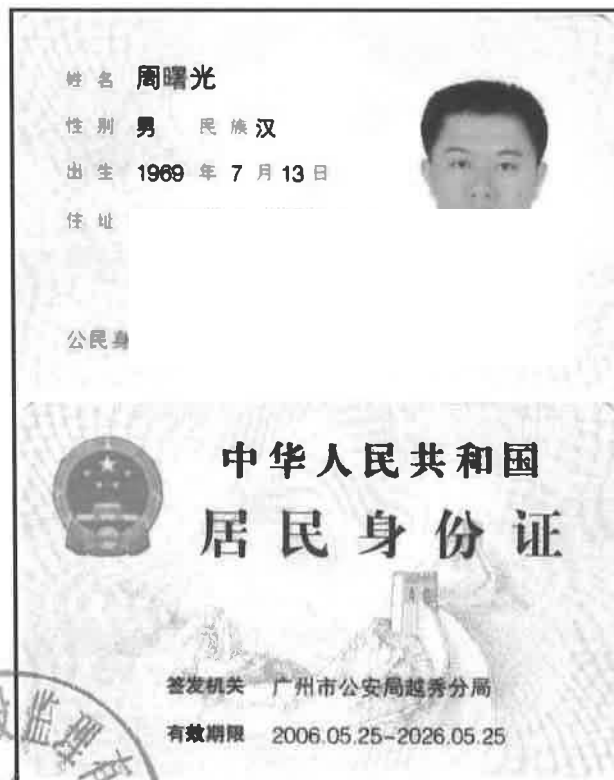 姓名 周曙光
性别 男 民族 汉
出生 1969 年 7 月 13 日
住址
公民身
中华人民共和国
居民身份证
签发机关 广州市公安局越秀分局
有效期限 2006.05.25-2026.05.25
监理有